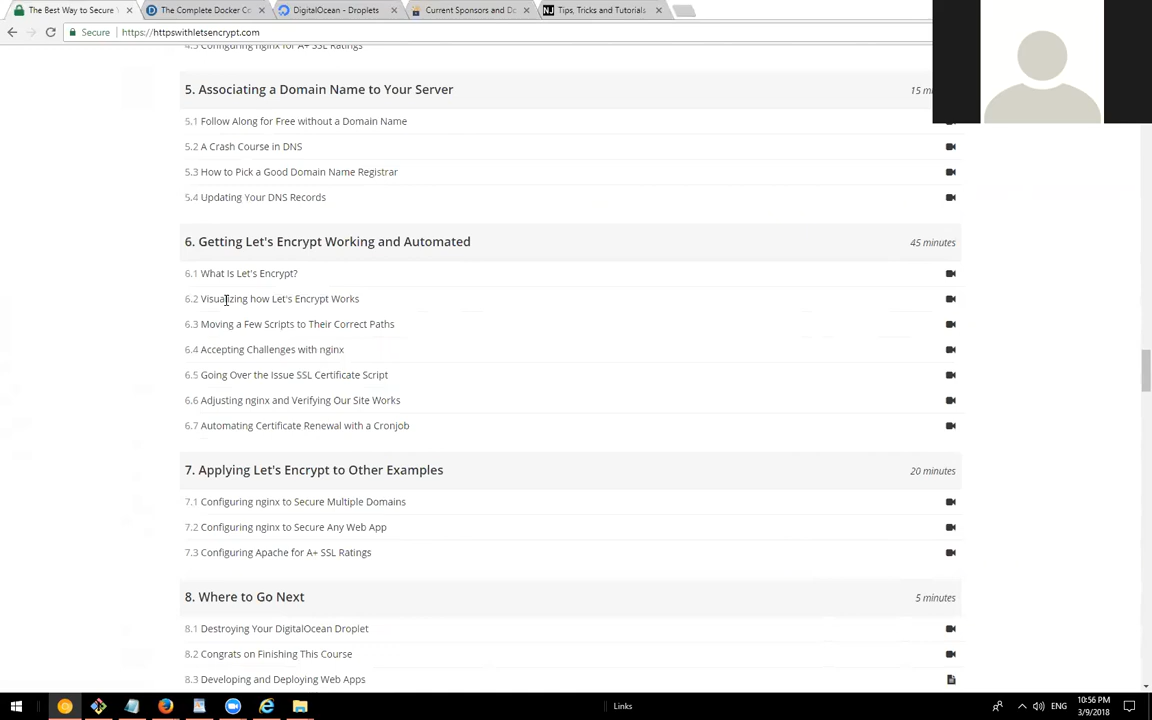 The Best Way to Secure
The Complete Docker Co
DigitalOcean - Droplets
Current Sponsors and Do
Tips, Tricks and Tutorials
Secure https://httpswithletsencrypt.com
4.5 Configuring nginx for A+ SSL Ratings
5. Associating a Domain Name to Your Server 15
5.1 Follow Along for Free without a Domain Name
5.2 A Crash Course in DNS
5.3 How to Pick a Good Domain Name Registrar
5.4 Updating Your DNS Records
6. Getting Let's Encrypt Working and Automated 45 minutes
6.1 What Is Let's Encrypt?
6.2 Visualizing how Let's Encrypt Works
6.3 Moving a Few Scripts to Their Correct Paths
6.4 Accepting Challenges with nginx
6.5 Going Over the Issue SSL Certificate Script
6.6 Adjusting nginx and Verifying Our Site Works
6.7 Automating Certificate Renewal with a Cronjob
7. Applying Let's Encrypt to Other Examples 20 minutes
7.1 Configuring nginx to Secure Multiple Domains
7.2 Configuring nginx to Secure Any Web App
7.3 Configuring Apache for A+ SSL Ratings
8. Where to Go Next 5 minutes
8.1 Destroying Your DigitalOcean Droplet
8.2 Congrats on Finishing This Course
8.3 Developing and Deploying Web Apps
Links
ENG
10:56 PM
3/9/2018